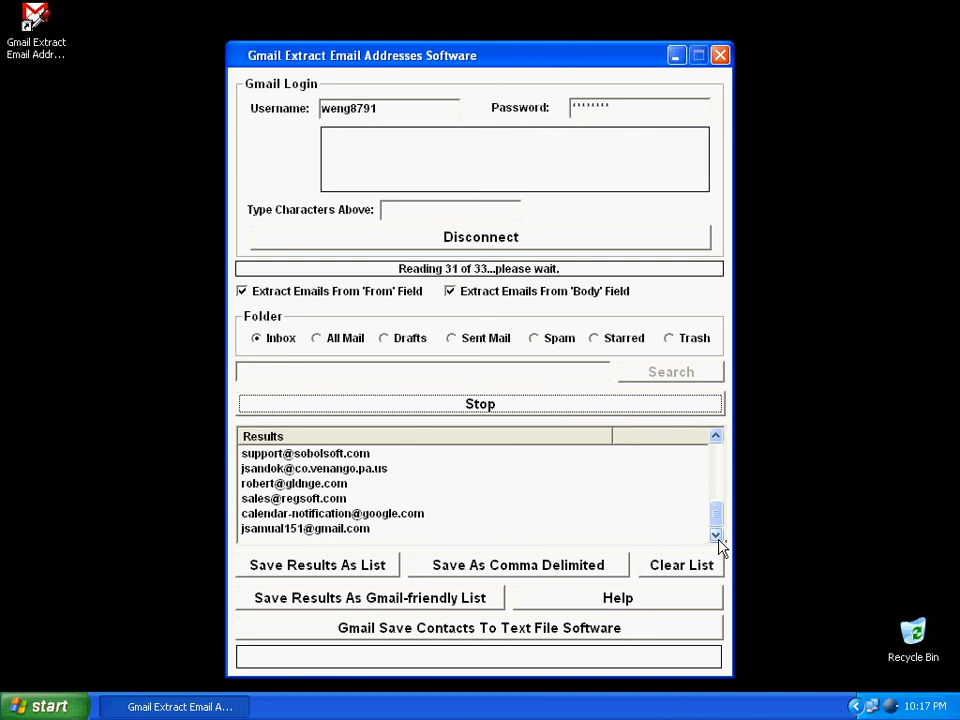 Gmail Extract
Email Addr...
Gmail Extract Email Addresses Software
Gmail Login
Username: weng8791 Password: ********
Type Characters Above:
Disconnect
Reading 31 of 33...please wait.
Extract Emails From 'From' Field Extract Emails From 'Body' Field
Folder
Inbox All Mail Drafts Sent Mail Spam Starred Trash
Search
Stop
Results
support@sobolsoft.com
jsandok@co.venango.pa.us
robert@gldnge.com
sales@regsoft.com
calendar-notification@google.com
jsamual151@gmail.com
Save Results As List Save As Comma Delimited Clear List
Save Results As Gmail-friendly List Help
Gmail Save Contacts To Text File Software
Recycle Bin
start Gmail Extract Email A... 10:17 PM